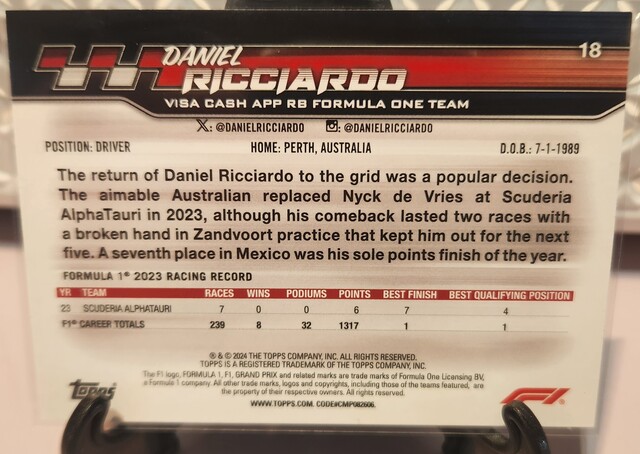 DANIEL
RICCIARDO
18
VISA CASH APP RB FORMULA ONE TEAM
X: @DANIELRICCIARDO : @DANIELRICCIARDO
POSITION: DRIVER HOME: PERTH, AUSTRALIA D.O.B.: 7-1-1989
The return of Daniel Ricciardo to the grid was a popular decision.
The aimable Australian replaced Nyck de Vries at Scuderia
AlphaTauri in 2023, although his comeback lasted two races with
a broken hand in Zandvoort practice that kept him out for the next
five. A seventh place in Mexico was his sole points finish of the year.
FORMULA 1® 2023 RACING RECORD
YR TEAM RACES WINS PODIUMS POINTS BEST FINISH BEST QUALIFYING POSITION
23 SCUDERIA ALPHATAURI 7 0 0 6 7 4
F1® CAREER TOTALS 239 8 32 1317 1 1
® & © 2024 THE TOPPS COMPANY, INC. ALL RIGHTS RESERVED.
TOPPS IS A REGISTERED TRADEMARK OF THE TOPPS COMPANY, INC.
The F1 logo, FORMULA 1, F1, GRAND PRIX and related marks are trade marks of Formula One Licensing BV,
a Formula 1 company. All other trade marks, logos and copyrights, including those of the teams featured, are
the property of their respective owners. All rights reserved.
WWW.TOPPS.COM. CODE#CMP082606.
Topps
F1